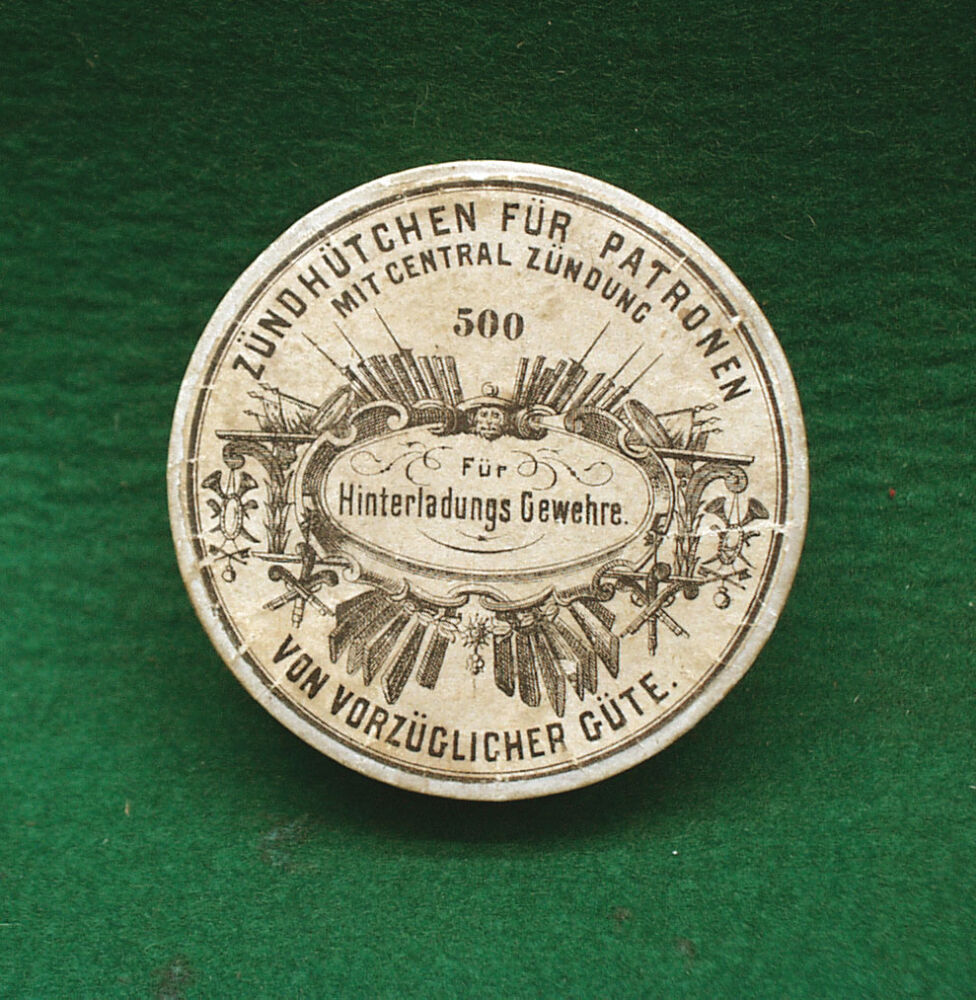 ZÜNDHÜTCHEN FÜR PATRONEN
MIT CENTRAL ZÜNDUNG
500
Für
Hinterladungs Gewehre.
VON VORZÜGLICHER GÜTE.